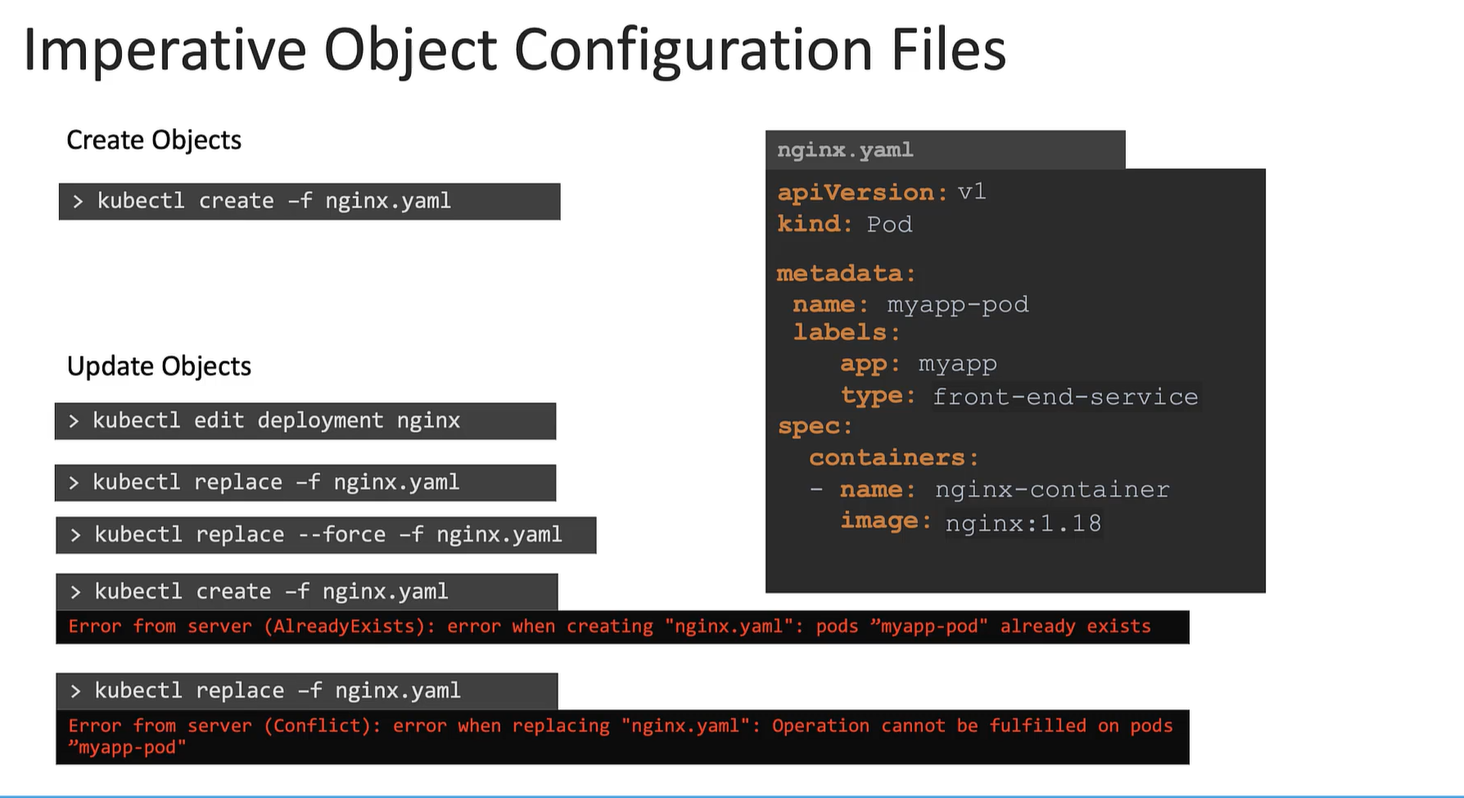 Imperative Object Configuration Files
Create Objects
> kubectl create –f nginx.yaml
Update Objects
> kubectl edit deployment nginx
> kubectl replace –f nginx.yaml
> kubectl replace --force –f nginx.yaml
> kubectl create –f nginx.yaml
Error from server (AlreadyExists): error when creating "nginx.yaml": pods ”myapp-pod" already exists
> kubectl replace –f nginx.yaml
Error from server (Conflict): error when replacing "nginx.yaml": Operation cannot be fulfilled on pods
”myapp-pod"
nginx.yaml
apiVersion: v1
kind: Pod
metadata:
 name: myapp-pod
 labels:
    app: myapp
    type: front-end-service
spec:
  containers:
  - name: nginx-container
    image: nginx:1.18